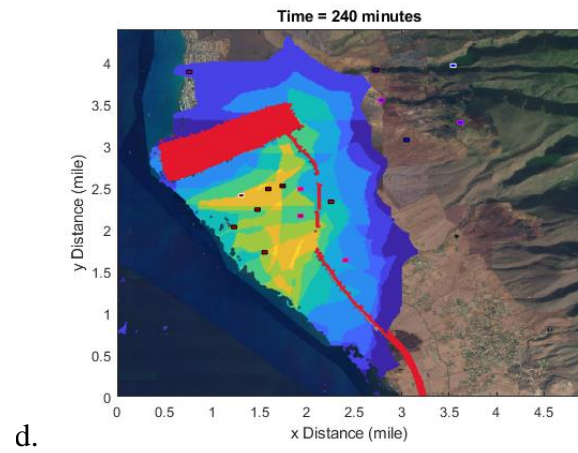 Time = 240 minutes
4
3.5
3
2.5
2
1.5
1
0.5
0
y Distance (mile)
0 0.5 1 1.5 2 2.5 3 3.5 4 4.5
x Distance (mile)
d.